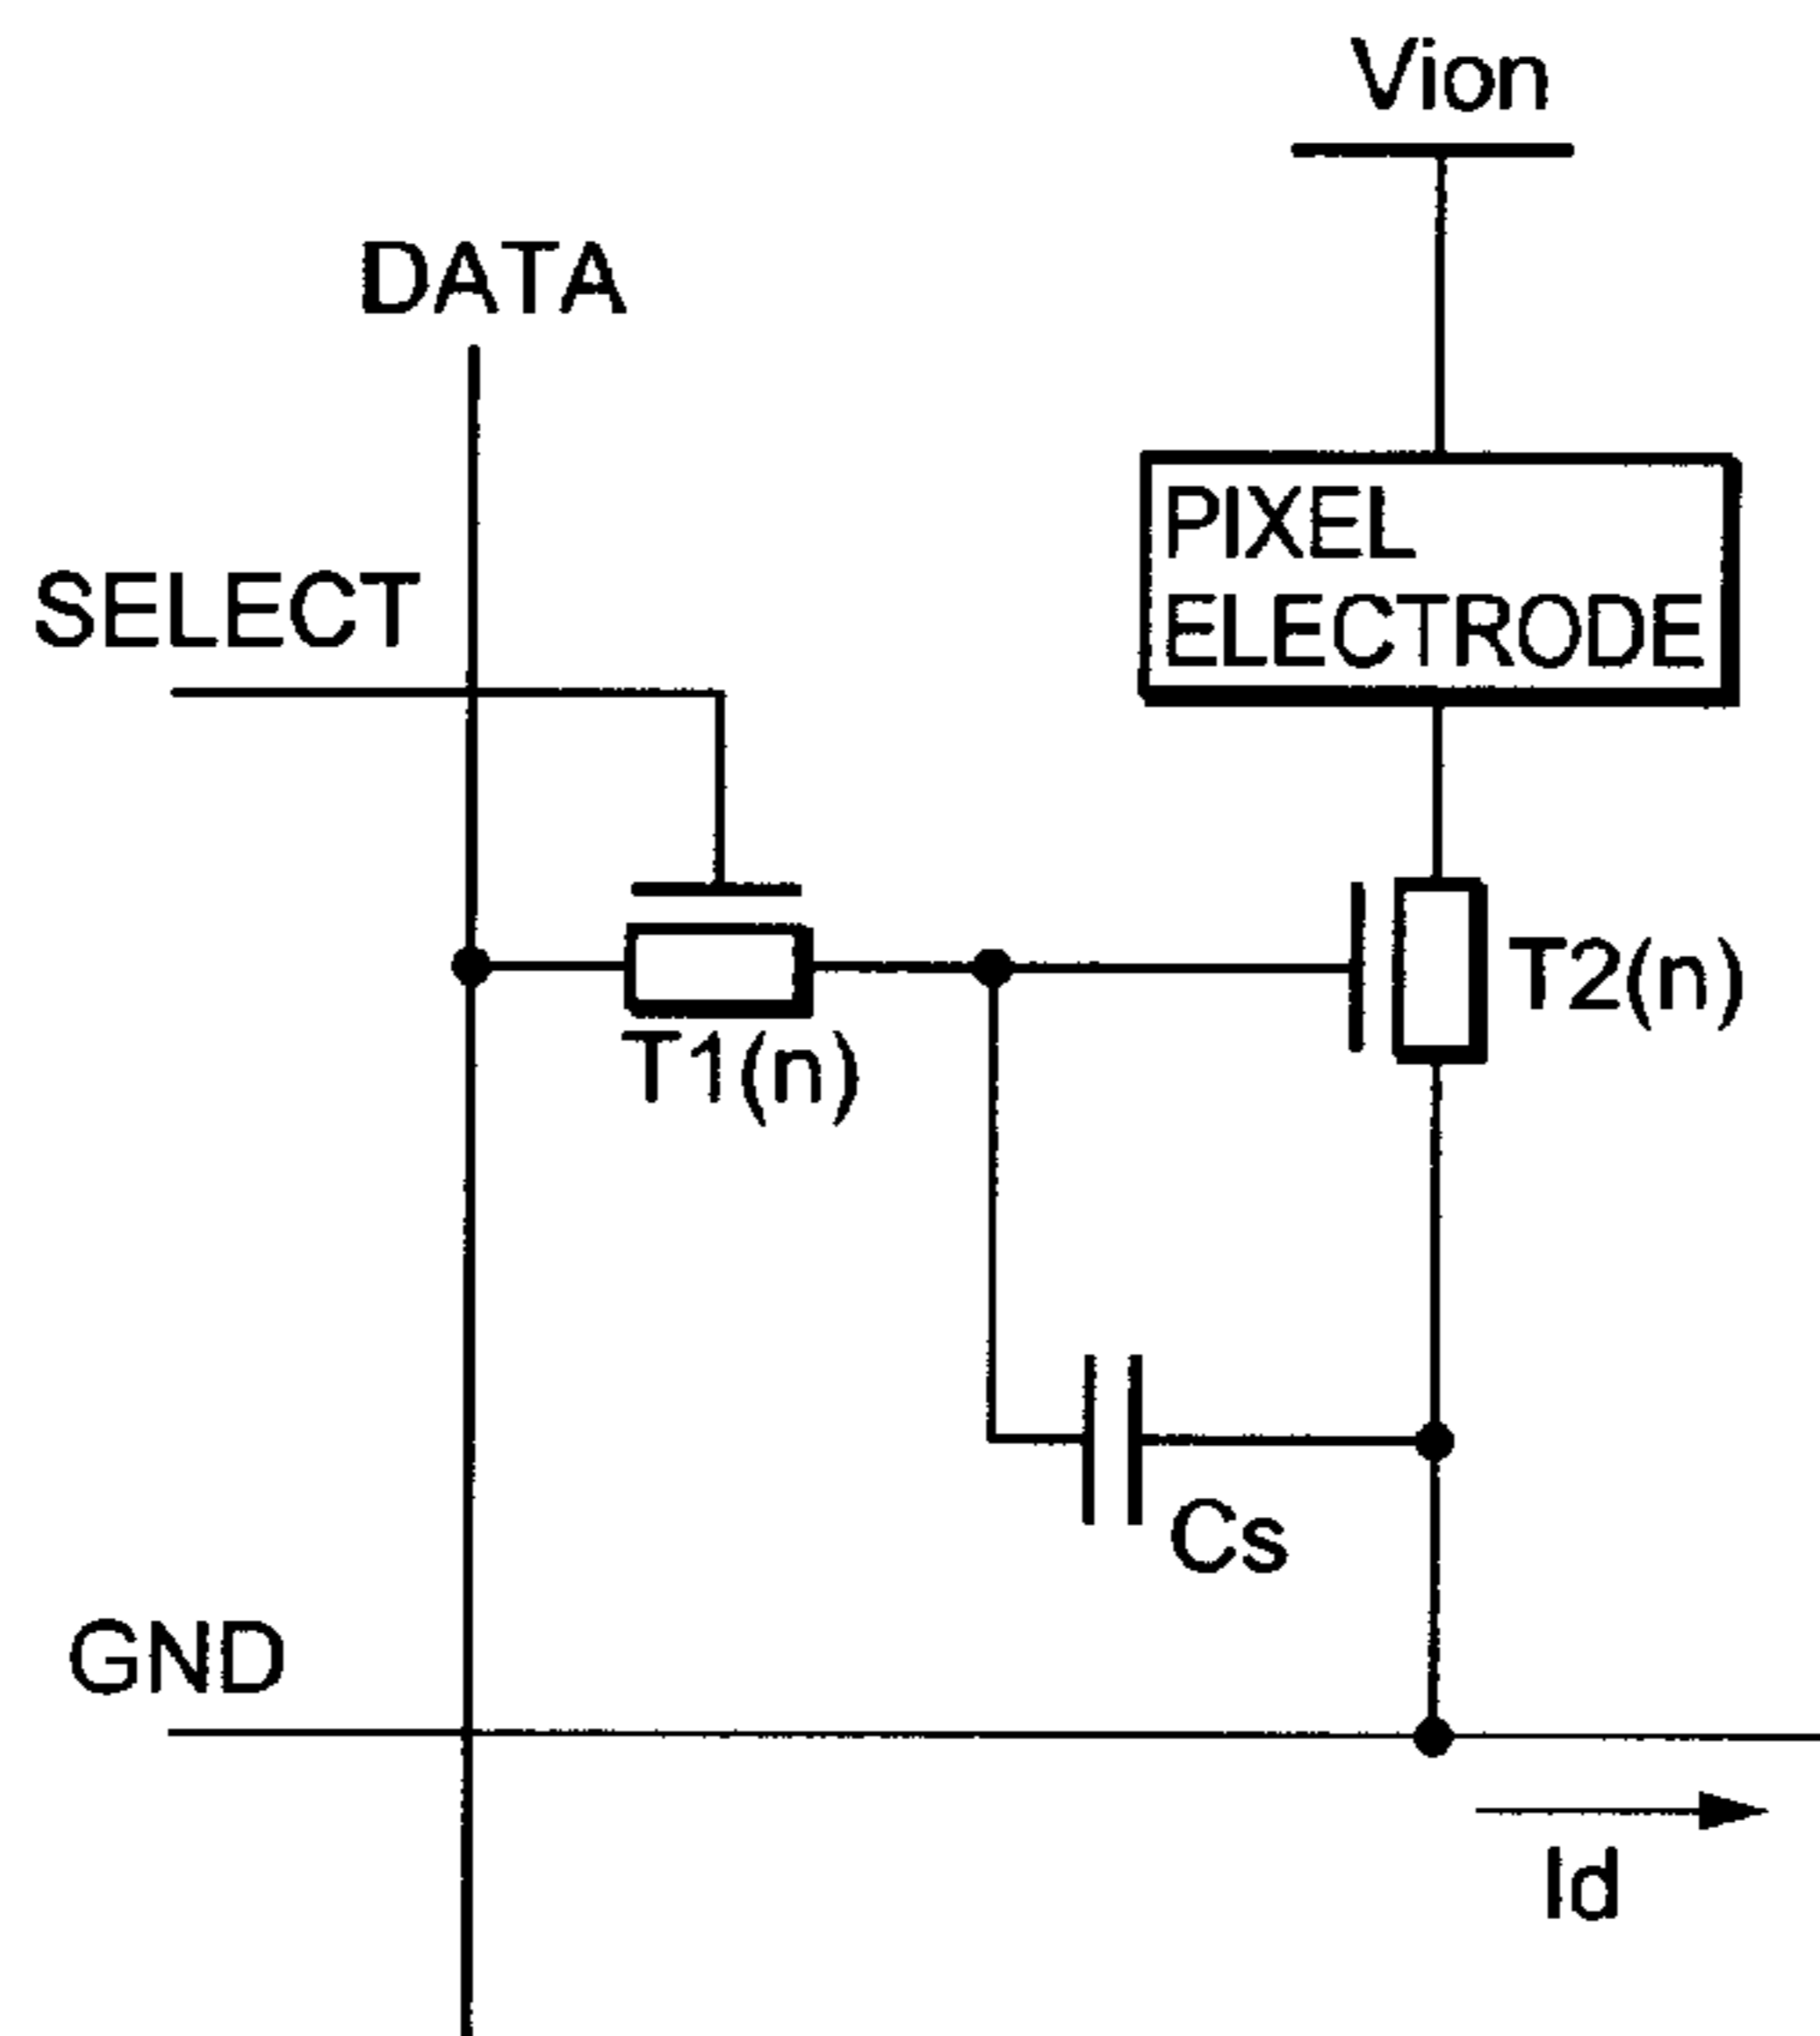 Vion
DATA
PIXEL
ELECTRODE
SELECT
T2(n)
T1(n)
Cs
GND
Id